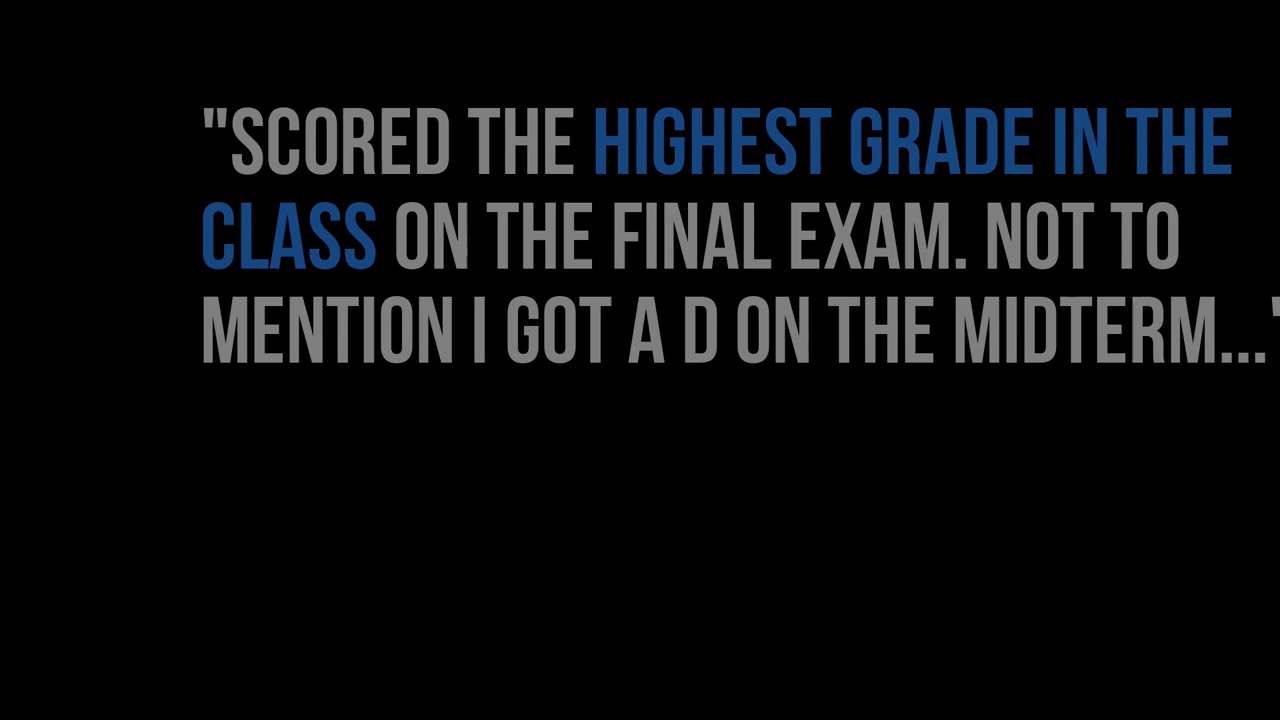 "SCORED THE HIGHEST GRADE IN THE
CLASS ON THE FINAL EXAM. NOT TO
MENTION I GOT A D ON THE MIDTERM..."